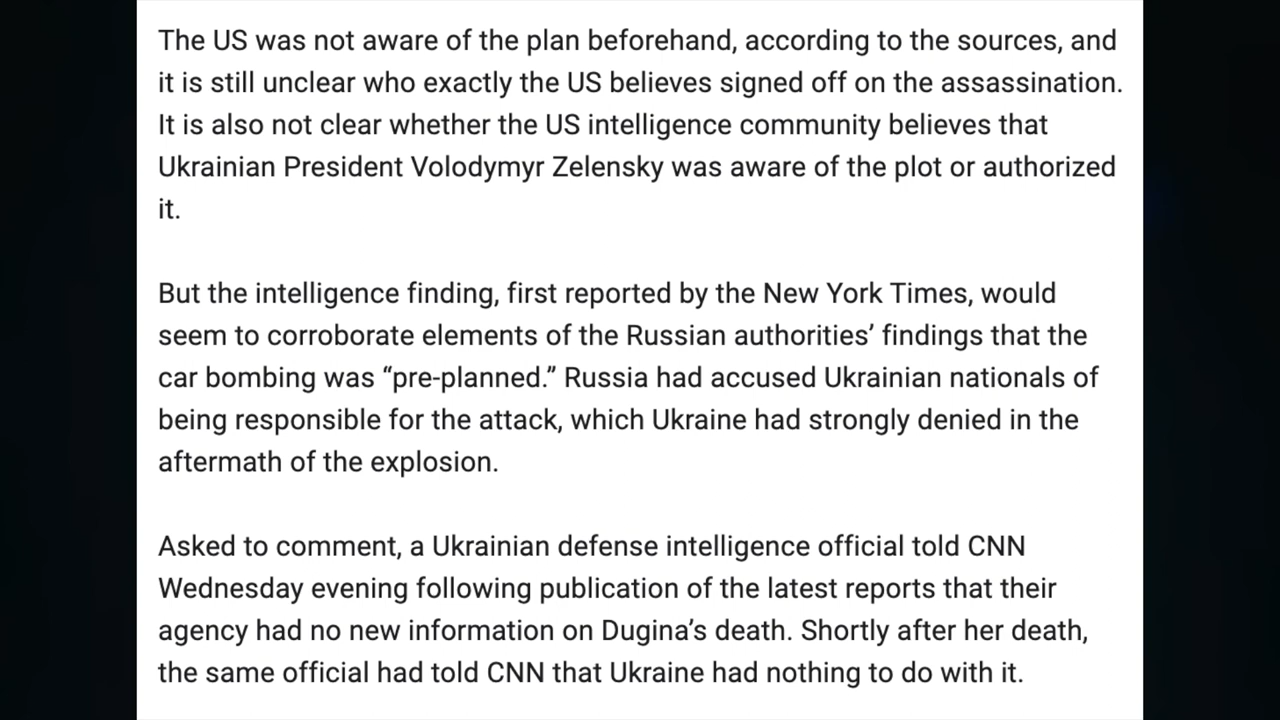 The US was not aware of the plan beforehand, according to the sources, and
it is still unclear who exactly the US believes signed off on the assassination.
It is also not clear whether the US intelligence community believes that
Ukrainian President Volodymyr Zelensky was aware of the plot or authorized
it.
But the intelligence finding, first reported by the New York Times, would
seem to corroborate elements of the Russian authorities’ findings that the
car bombing was “pre-planned.” Russia had accused Ukrainian nationals of
being responsible for the attack, which Ukraine had strongly denied in the
aftermath of the explosion.
Asked to comment, a Ukrainian defense intelligence official told CNN
Wednesday evening following publication of the latest reports that their
agency had no new information on Dugina’s death. Shortly after her death,
the same official had told CNN that Ukraine had nothing to do with it.